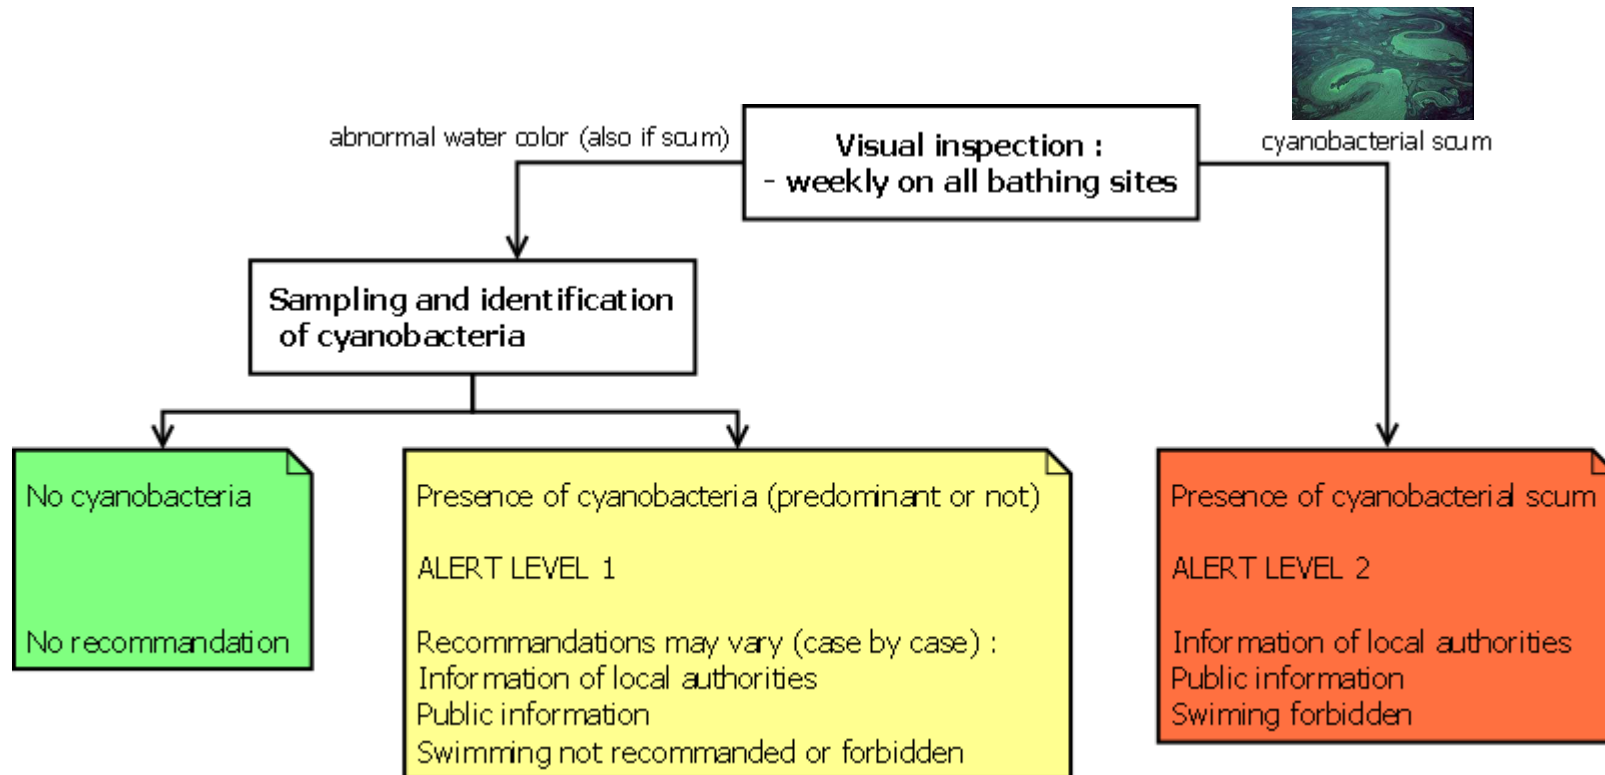 abnormal water color (also if scum)
Visual inspection :
- weekly on all bathing sites
cyanobacterial scum
Sampling and identification
of cyanobacteria
No cyanobacteria
No recommandation
Presence of cyanobacteria (predominant or not)
ALERT LEVEL 1
Recommandations may vary (case by case) :
Information of local authorities
Public information
Swimming not recommanded or forbidden
Presence of cyanobacterial scum
ALERT LEVEL 2
Information of local authorities
Public information
Swiming forbidden